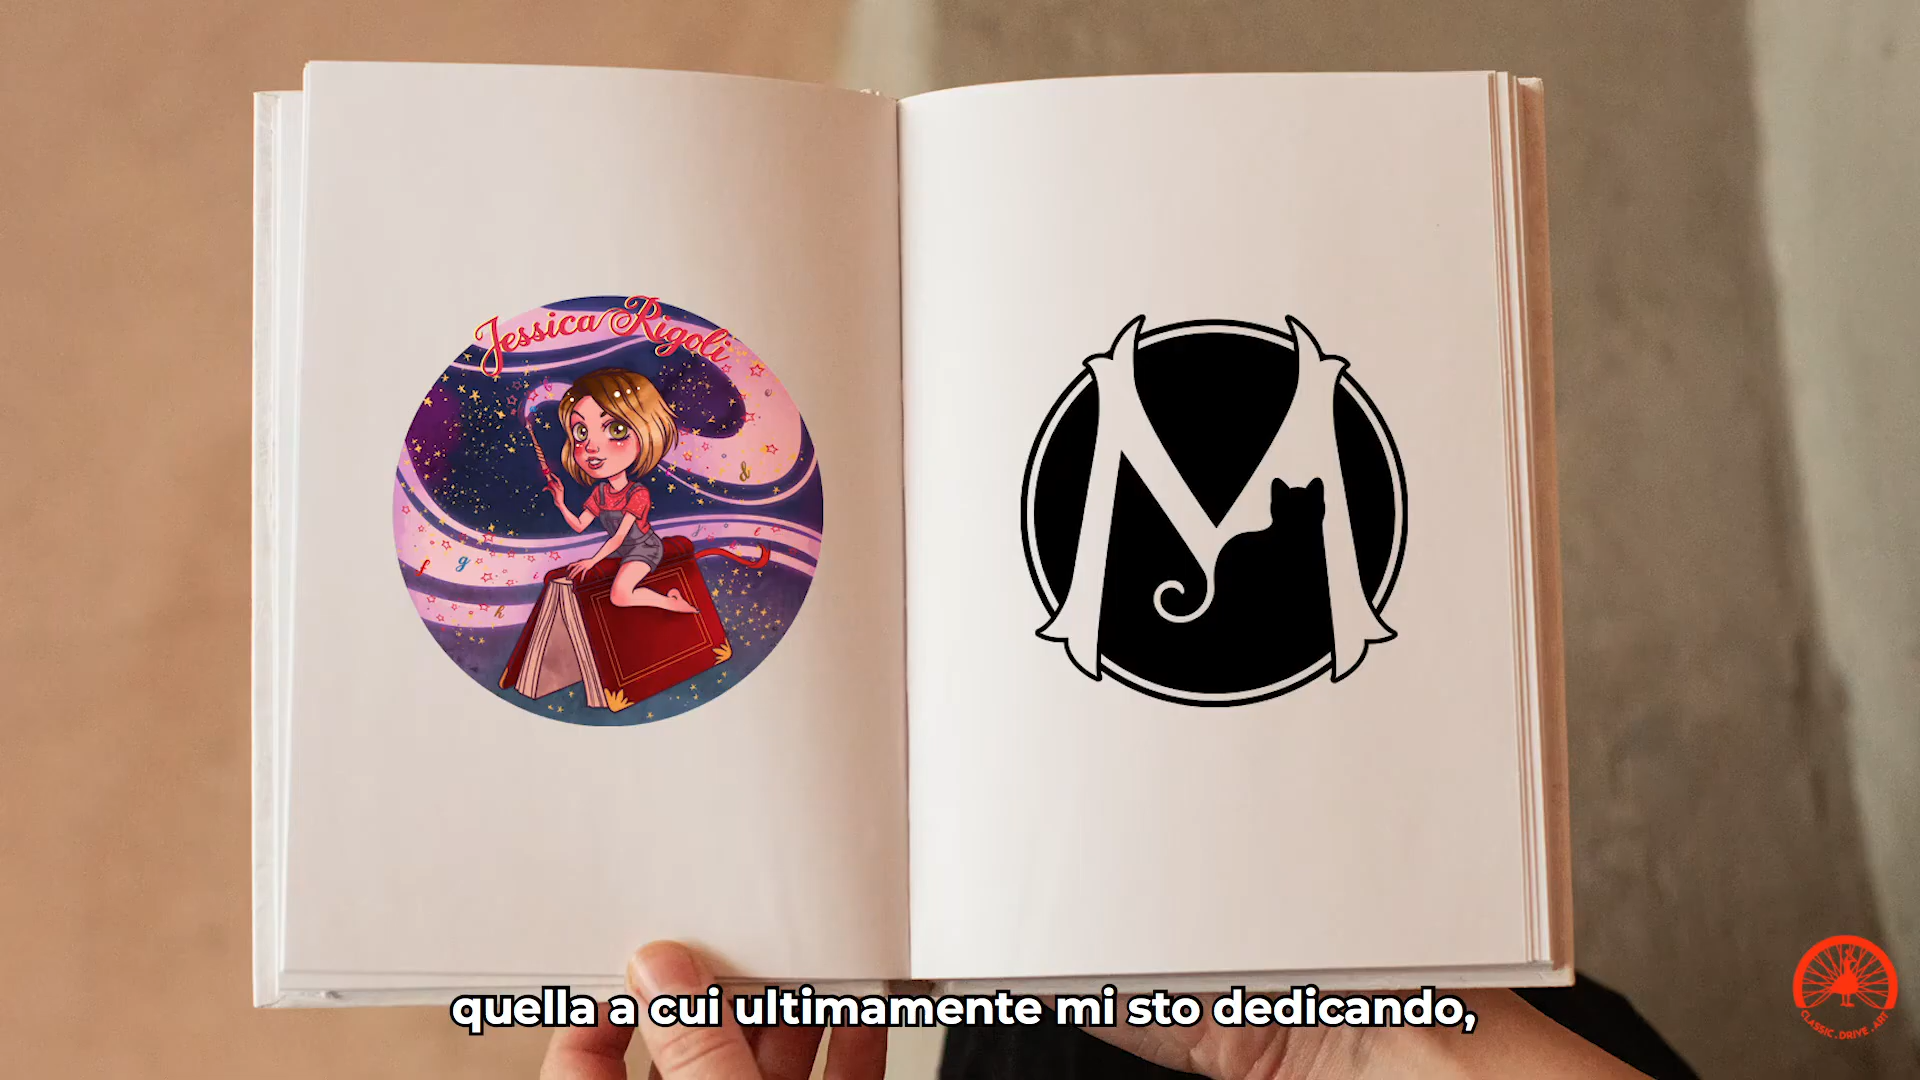 Jessica Rigoli
M
quella a cui ultimamente mi sto dedicando,
CLASSIC.DRIVE.ART